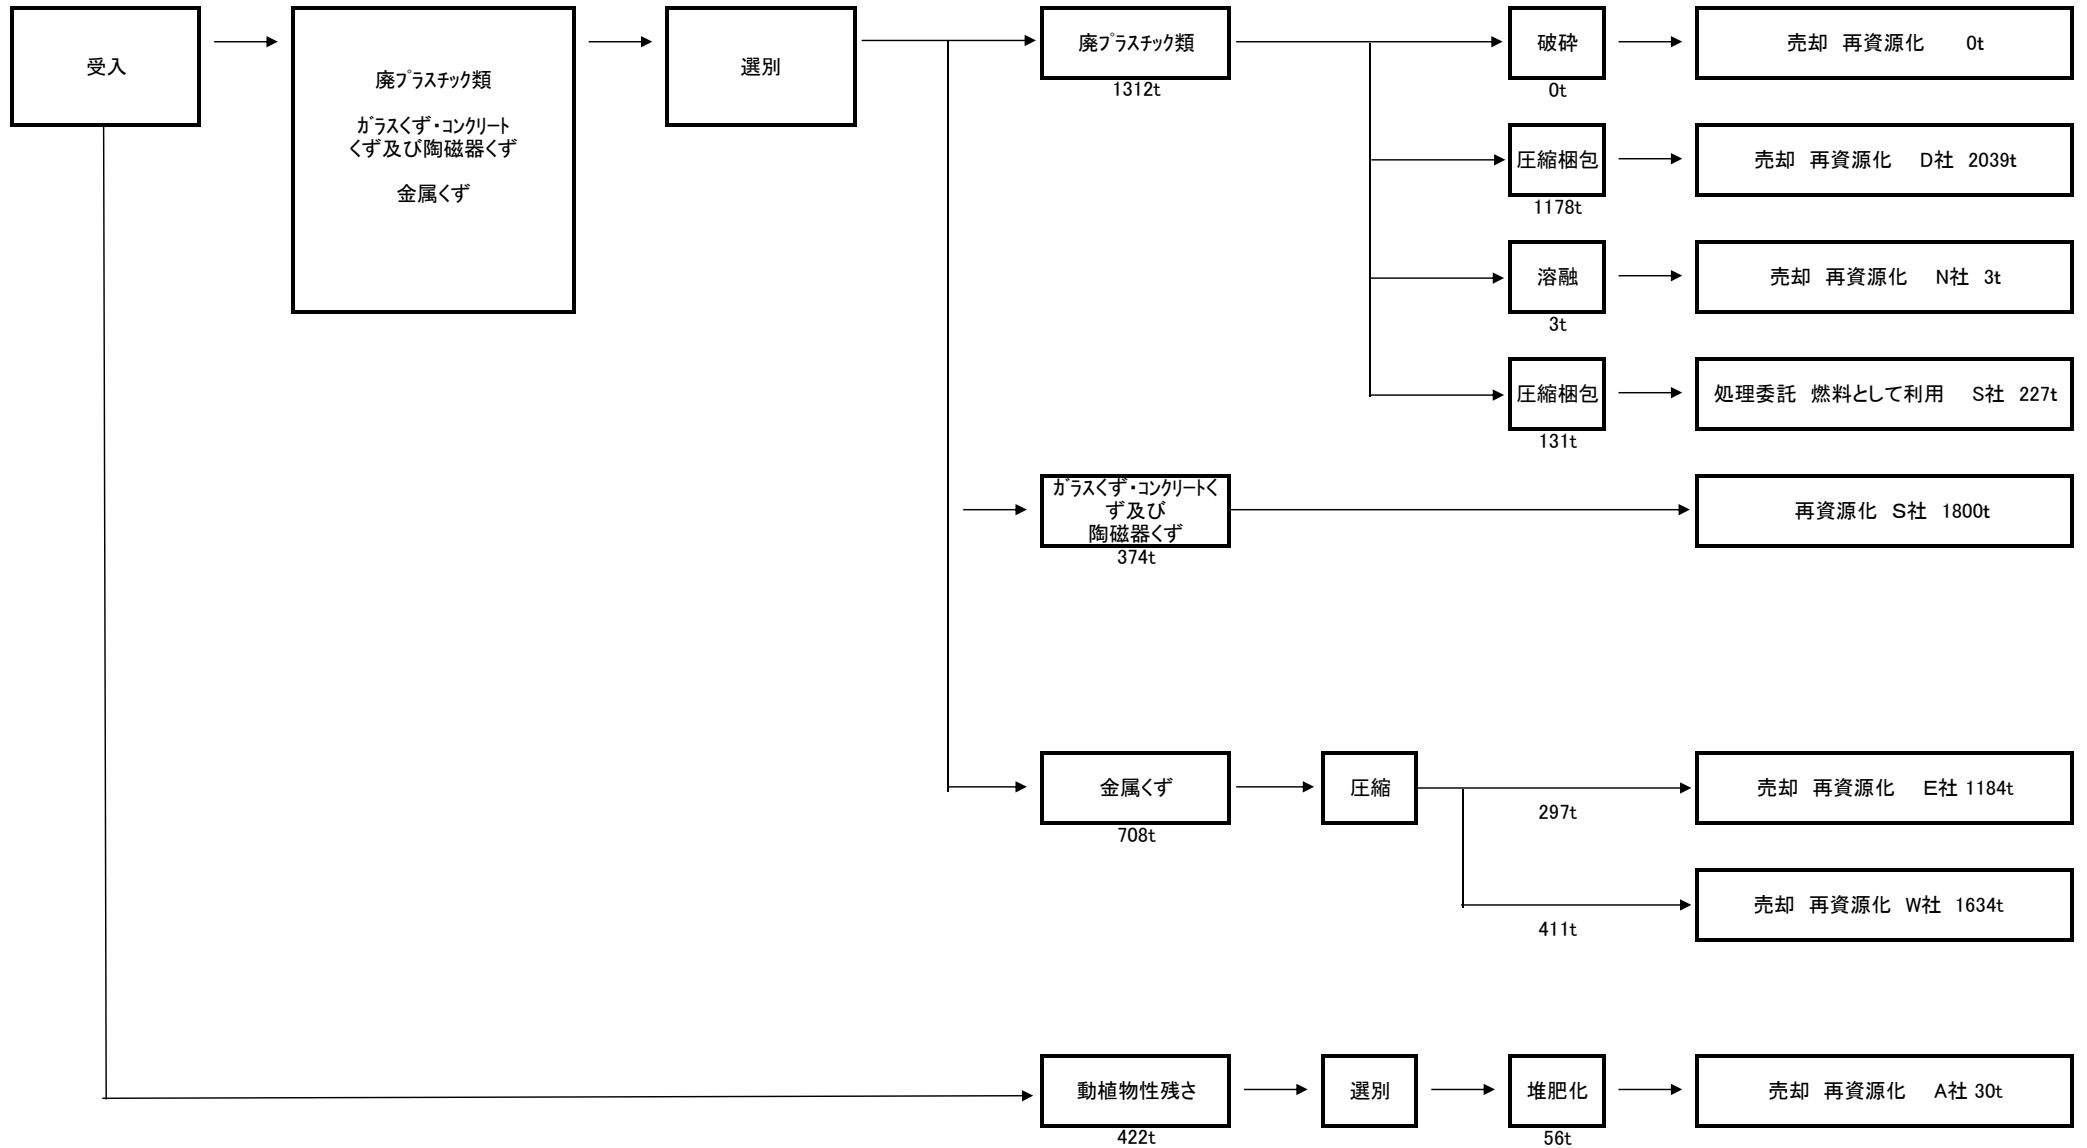 受入
廃プラスチック類
ガラスくず・コンクリート
くず及び陶磁器くず
金属くず
選別
廃プラスチック類
1312t
破砕
0t
売却 再資源化 0t
圧縮梱包
1178t
売却 再資源化 D社 2039t
溶融
3t
売却 再資源化 N社 3t
圧縮梱包
131t
処理委託 燃料として利用 S社 227t
ガラスくず・コンクリートく
ず及び
陶磁器くず
374t
再資源化 S社 1800t
金属くず
708t
圧縮
297t
売却 再資源化 E社 1184t
411t
売却 再資源化 W社 1634t
動植物性残さ
422t
選別
堆肥化
56t
売却 再資源化 A社 30t